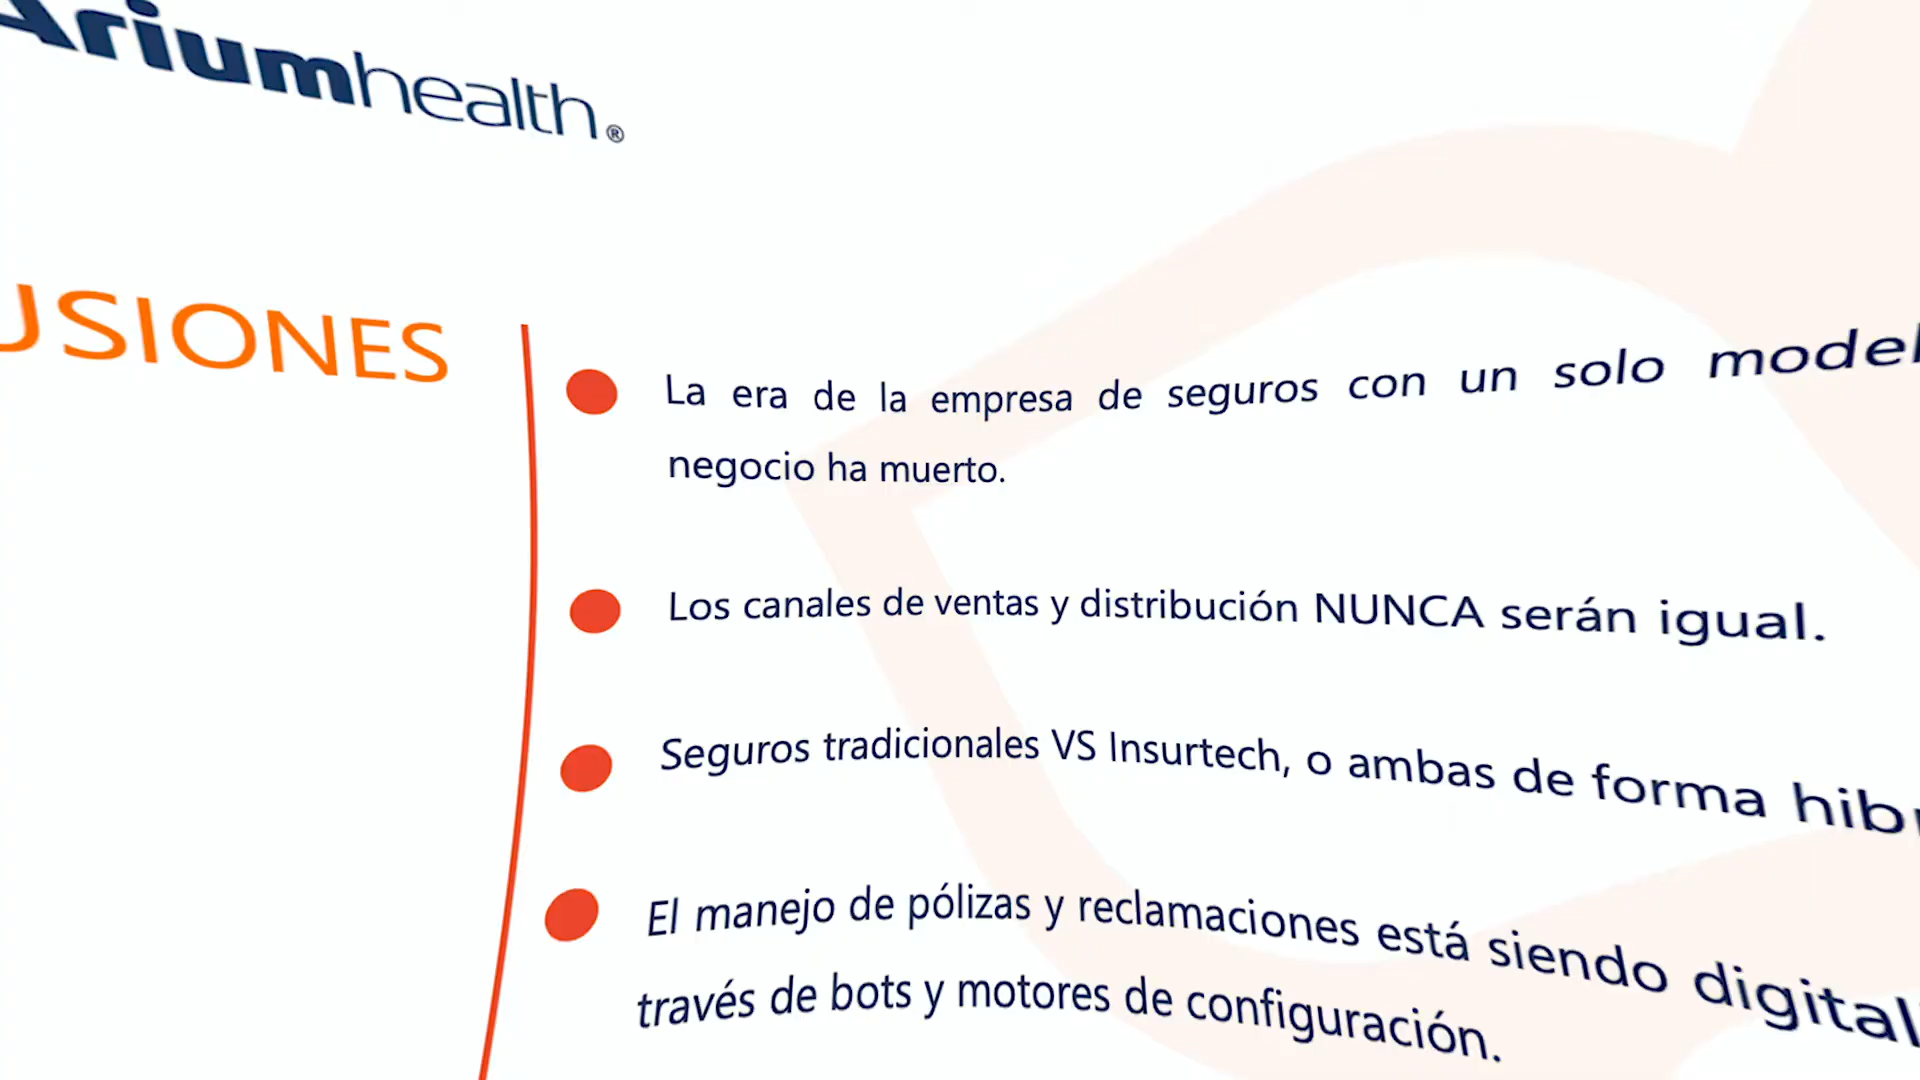 Ariumhealth®
USIONES
La era de la empresa de seguros con un solo model
negocio ha muerto.
Los canales de ventas y distribución NUNCA serán igual.
Seguros tradicionales VS Insurtech, o ambas de forma hib
El manejo de pólizas y reclamaciones está siendo digital
través de bots y motores de configuración.